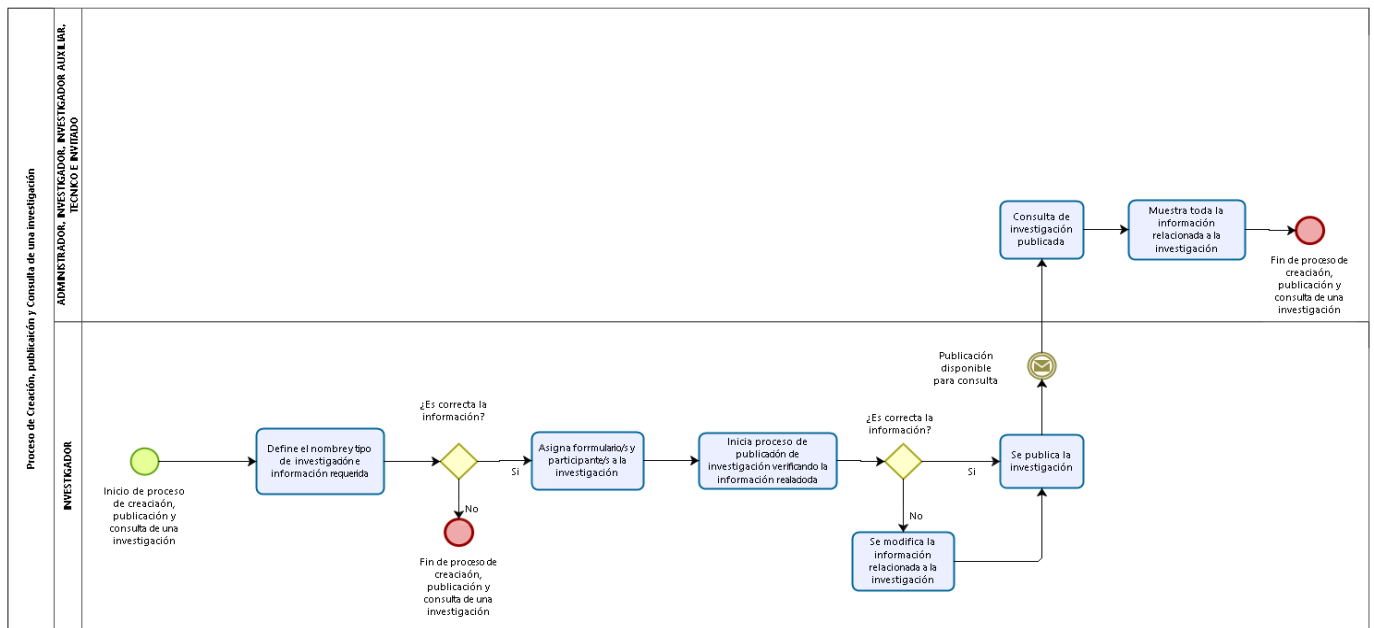 Proceso de Creación, publicaicón y Consulta de una investigación
ADMINISTRADOR, INVESTIGADOR, INVESTIGADOR AUXILIAR,
TECNICO E INVITADO
Consulta de
investigación
publicada
Muestra toda la
información
relacionada a la
investigación
Fin de proceso de
creaciaón,
publicación y
consulta de una
investigación
INVESTIGADOR
Publicación
disponible
para consulta
Inicio de proceso
de creaciaón,
publicación y
consulta de una
investigación
Define el nombre y tipo
de investigación e
información requerida
¿Es correcta la
información?
Si
No
Fin de proceso de
creaciaón,
publicación y
consulta de una
investigación
Asigna forrmulario/s y
participante/s a la
investigación
Inicia proceso de
publicación de
investigación verificando la
información realacioda
¿Es correcta la
información?
Si
No
Se modifica la
información
relacionada a la
investigación
Se publica la
investigación